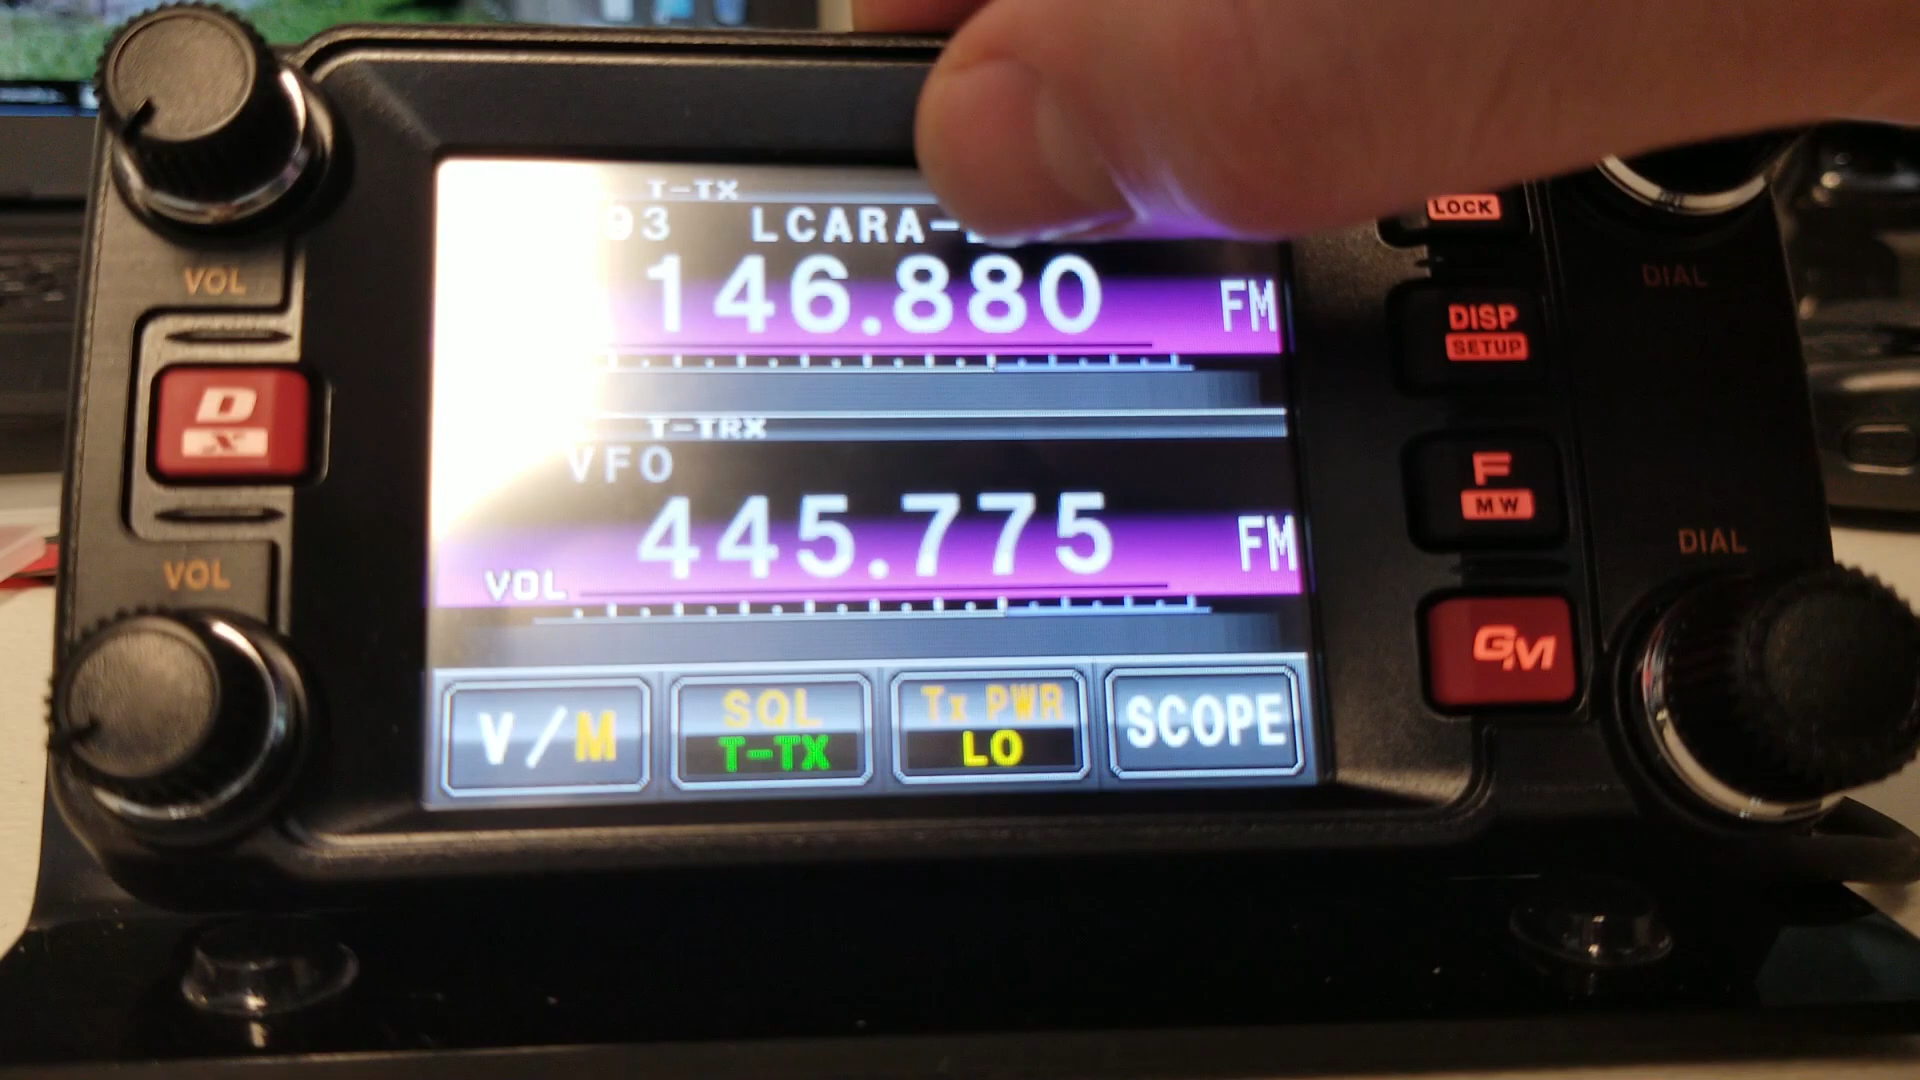 T-TX
93 LCARA-
146.880 FM
T-TRX
VFO
445.775 FM
VOL
V/M
SQL
T-TX
Tx PWR
LO
SCOPE
VOL
D
X
VOL
LOCK
DISP
SETUP
F
MW
GM
DIAL
DIAL